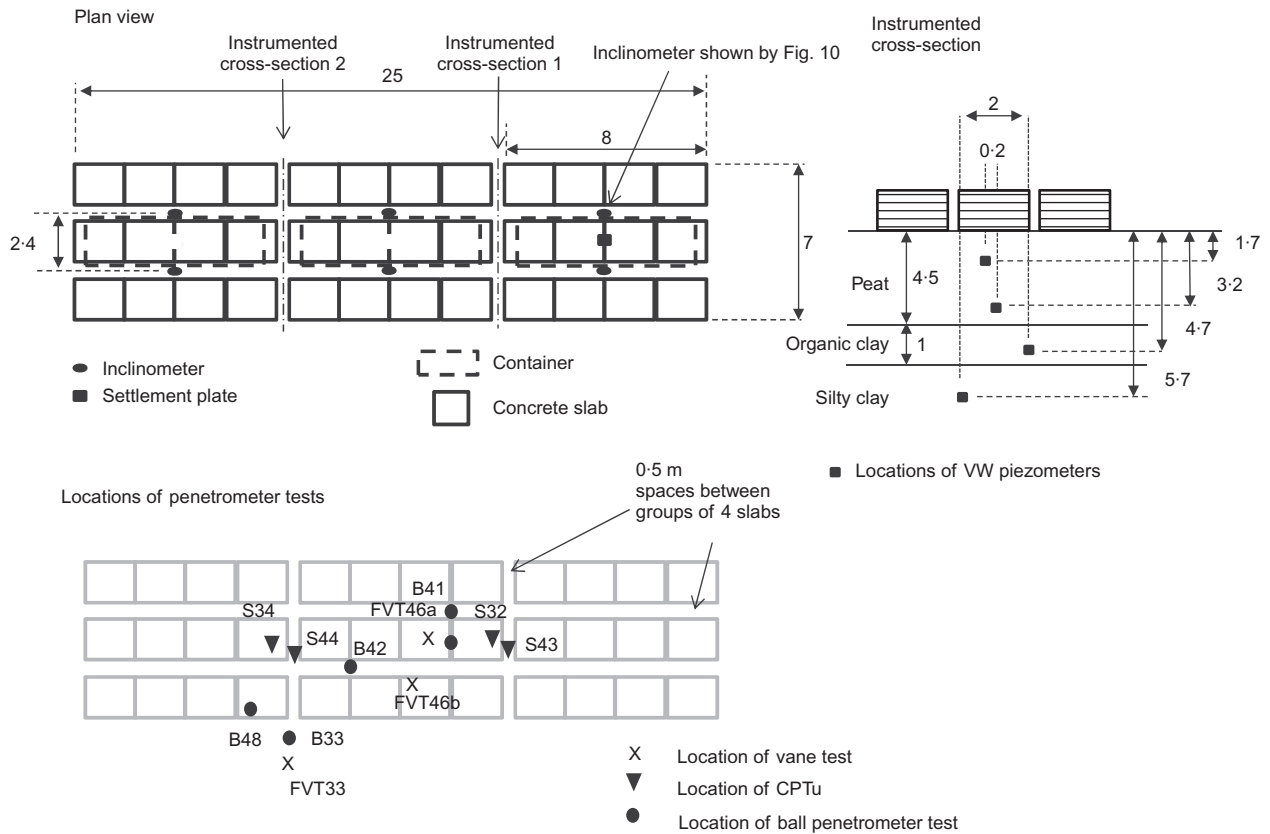 Plan view
Instrumented
cross-section 2
Instrumented
cross-section 1
Inclinometer shown by Fig. 10
25
8
2·4
7
Inclinometer
Settlement plate
Container
Concrete slab
Instrumented
cross-section
2
0·2
1·7
3·2
4·7
5·7
Peat
4·5
Organic clay
1
Silty clay
Locations of VW piezometers
Locations of penetrometer tests
0·5 m
spaces between
groups of 4 slabs
B41
S34
FVT46a
S32
S44
B42
X
S43
X
FVT46b
B48
B33
X
FVT33
X
Location of vane test
Location of CPTu
Location of ball penetrometer test